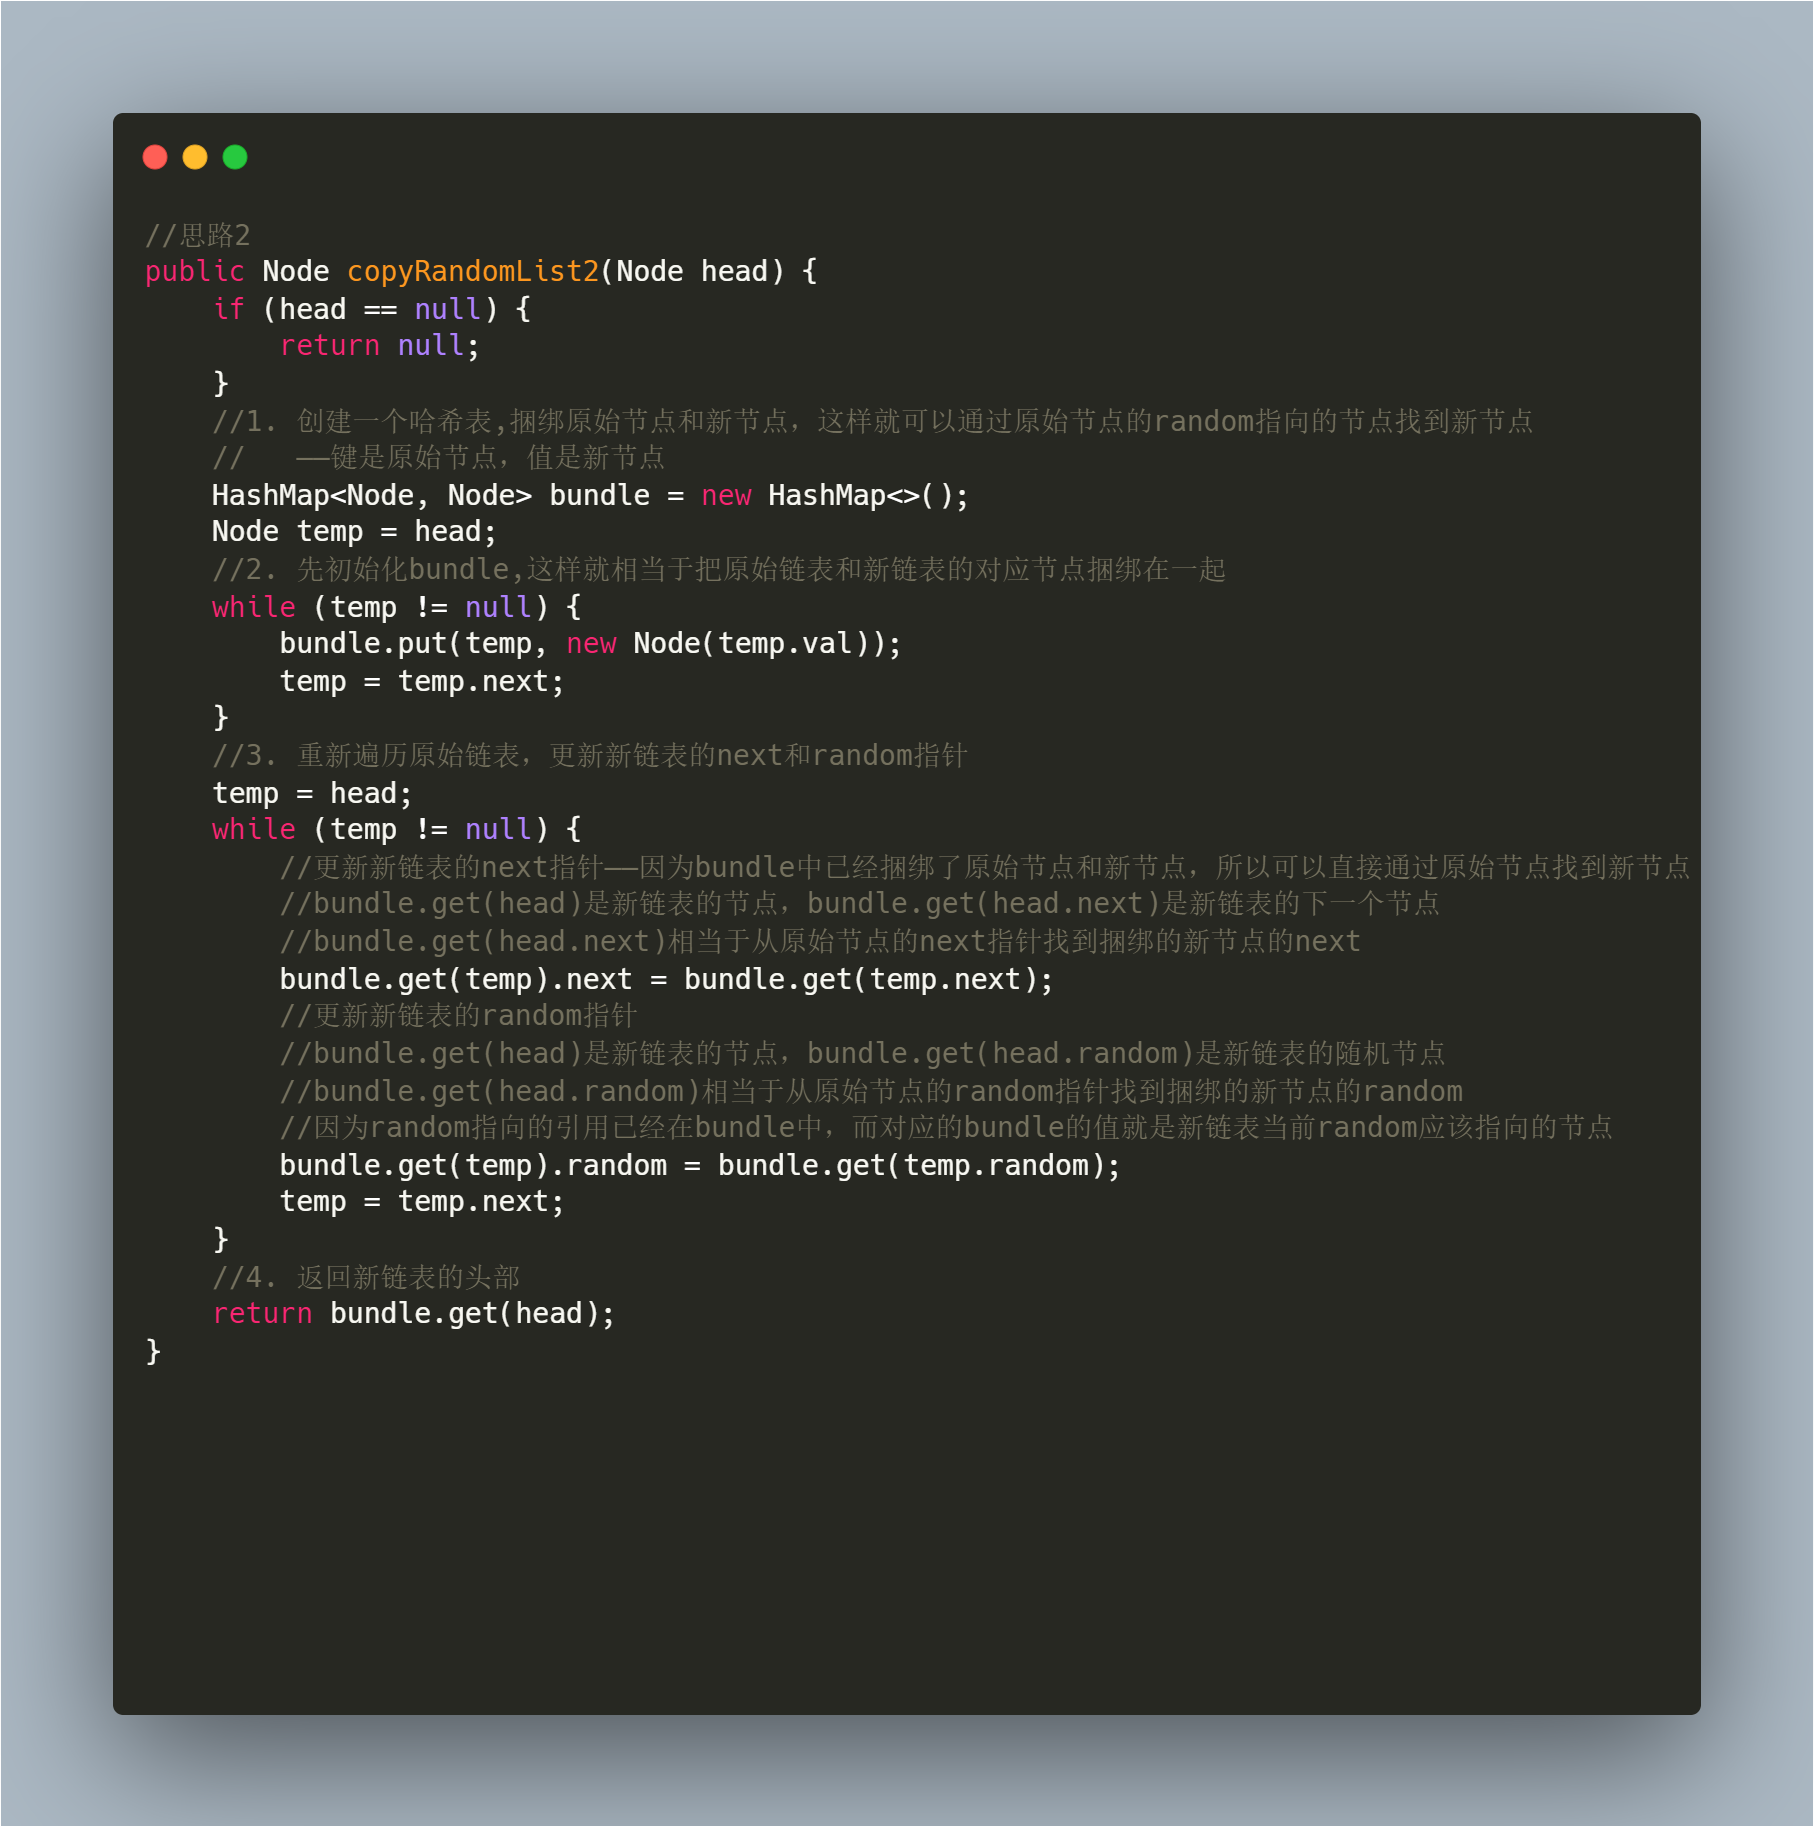 //思路2
public Node copyRandomList2(Node head) {
    if (head == null) {
        return null;
    }
    //1. 创建一个哈希表,捆绑原始节点和新节点，这样就可以通过原始节点的random指向的节点找到新节点
    //   ——键是原始节点，值是新节点
    HashMap<Node, Node> bundle = new HashMap<>();
    Node temp = head;
    //2. 先初始化bundle,这样就相当于把原始链表和新链表的对应节点捆绑在一起
    while (temp != null) {
        bundle.put(temp, new Node(temp.val));
        temp = temp.next;
    }
    //3. 重新遍历原始链表，更新新链表的next和random指针
    temp = head;
    while (temp != null) {
        //更新新链表的next指针——因为bundle中已经捆绑了原始节点和新节点，所以可以直接通过原始节点找到新节点
        //bundle.get(head)是新链表的节点，bundle.get(head.next)是新链表的下一个节点
        //bundle.get(head.next)相当于从原始节点的next指针找到捆绑的新节点的next
        bundle.get(temp).next = bundle.get(temp.next);
        //更新新链表的random指针
        //bundle.get(head)是新链表的节点，bundle.get(head.random)是新链表的随机节点
        //bundle.get(head.random)相当于从原始节点的random指针找到捆绑的新节点的random
        //因为random指向的引用已经在bundle中，而对应的bundle的值就是新链表当前random应该指向的节点
        bundle.get(temp).random = bundle.get(temp.random);
        temp = temp.next;
    }
    //4. 返回新链表的头部
    return bundle.get(head);
}